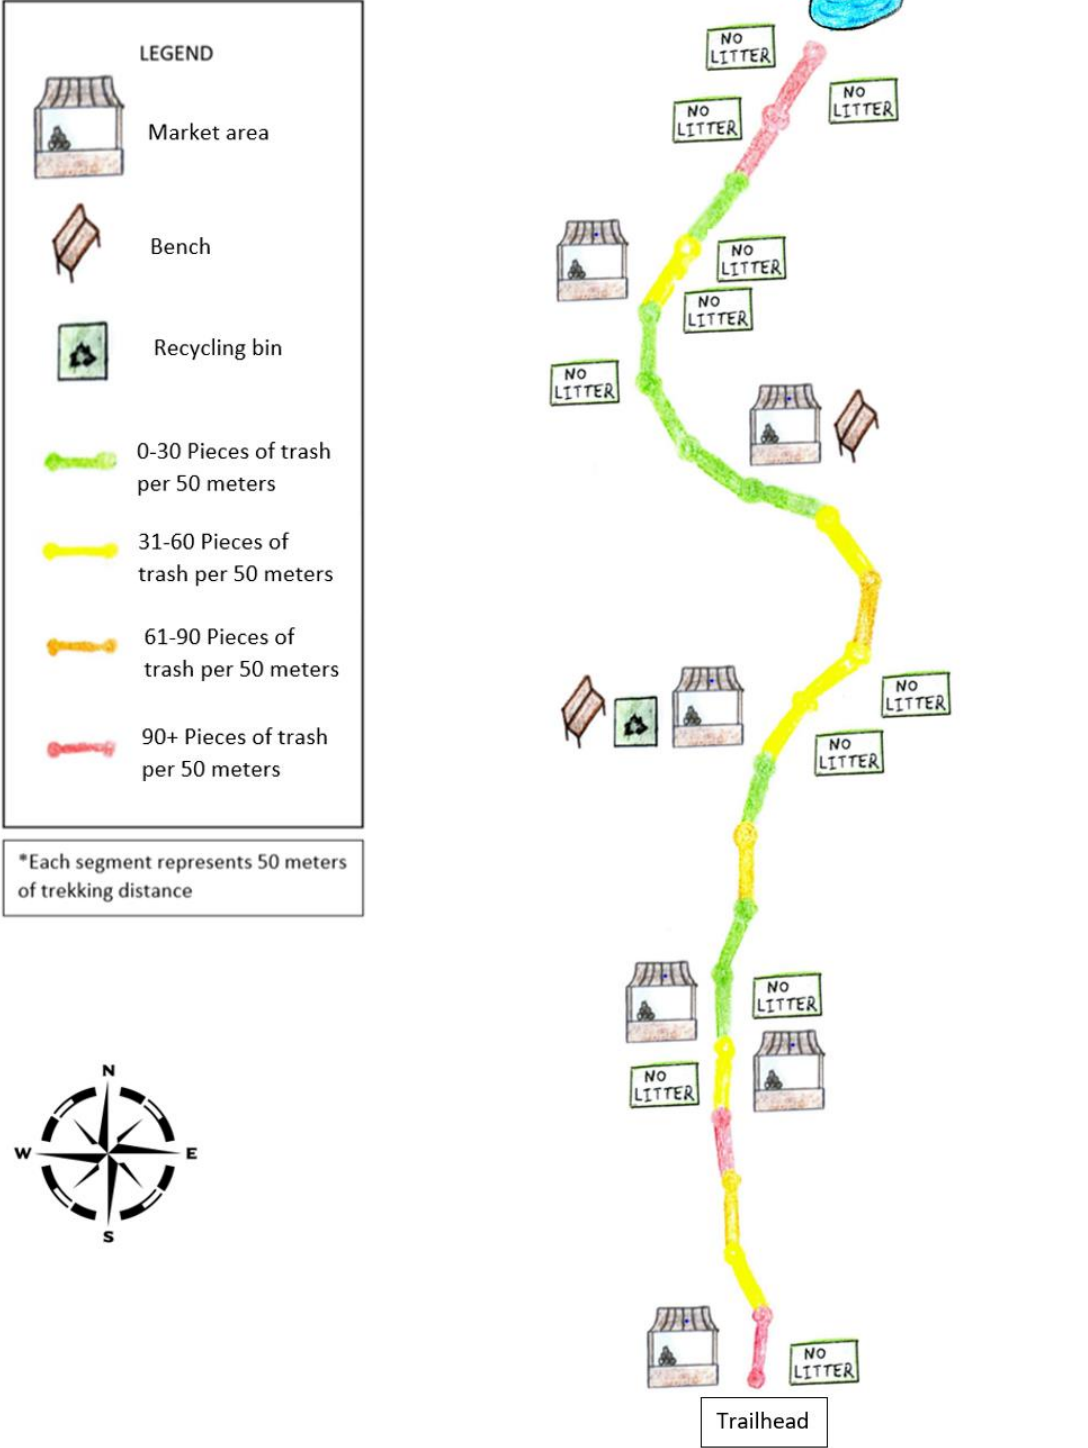 LEGEND
Market area
Bench
Recycling bin
0-30 Pieces of trash
per 50 meters
31-60 Pieces of
trash per 50 meters
61-90 Pieces of
trash per 50 meters
90+ Pieces of trash
per 50 meters
*Each segment represents 50 meters
of trekking distance
N
W
E
S
NO
LITTER
NO
LITTER
NO
LITTER
NO
LITTER
NO
LITTER
NO
LITTER
NO
LITTER
NO
LITTER
NO
LITTER
NO
LITTER
NO
LITTER
Trailhead